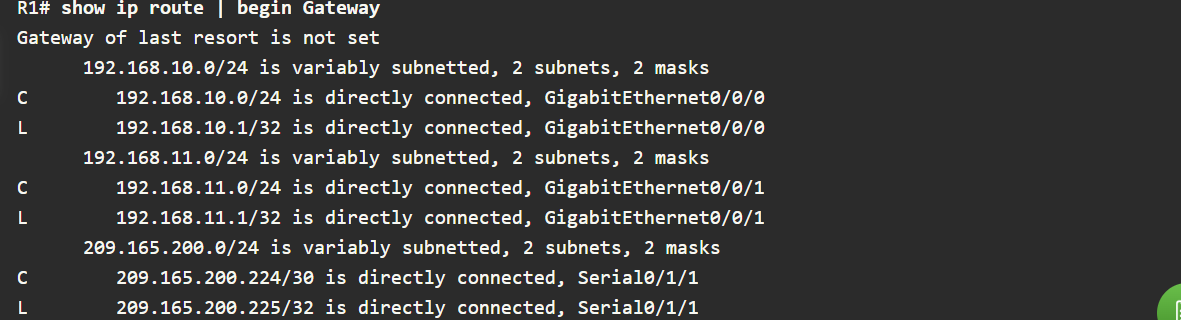 R1# show ip route | begin Gateway
Gateway of last resort is not set
192.168.10.0/24 is variably subnetted, 2 subnets, 2 masks
C 192.168.10.0/24 is directly connected, GigabitEthernet0/0/0
L 192.168.10.1/32 is directly connected, GigabitEthernet0/0/0
192.168.11.0/24 is variably subnetted, 2 subnets, 2 masks
C 192.168.11.0/24 is directly connected, GigabitEthernet0/0/1
L 192.168.11.1/32 is directly connected, GigabitEthernet0/0/1
209.165.200.0/24 is variably subnetted, 2 subnets, 2 masks
C 209.165.200.224/30 is directly connected, Serial0/1/1
L 209.165.200.225/32 is directly connected, Serial0/1/1